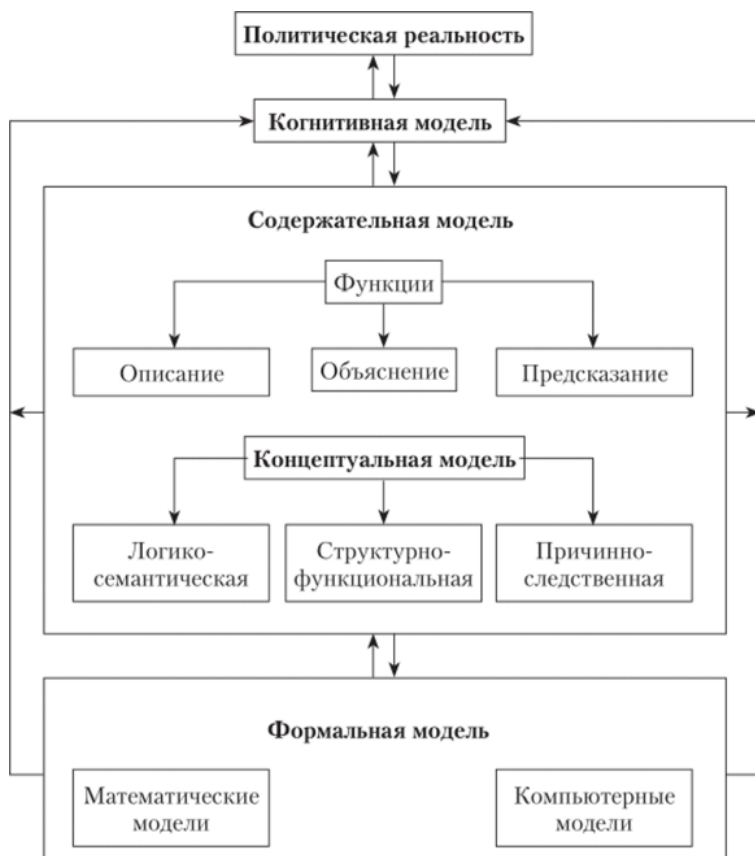 Политическая реальность
Когнитивная модель
Содержательная модель
Функции
Описание
Объяснение
Предсказание
Концептуальная модель
Логико-
семантическая
Структурно-
функциональная
Причинно-
следственная
Формальная модель
Математические
модели
Компьютерные
модели